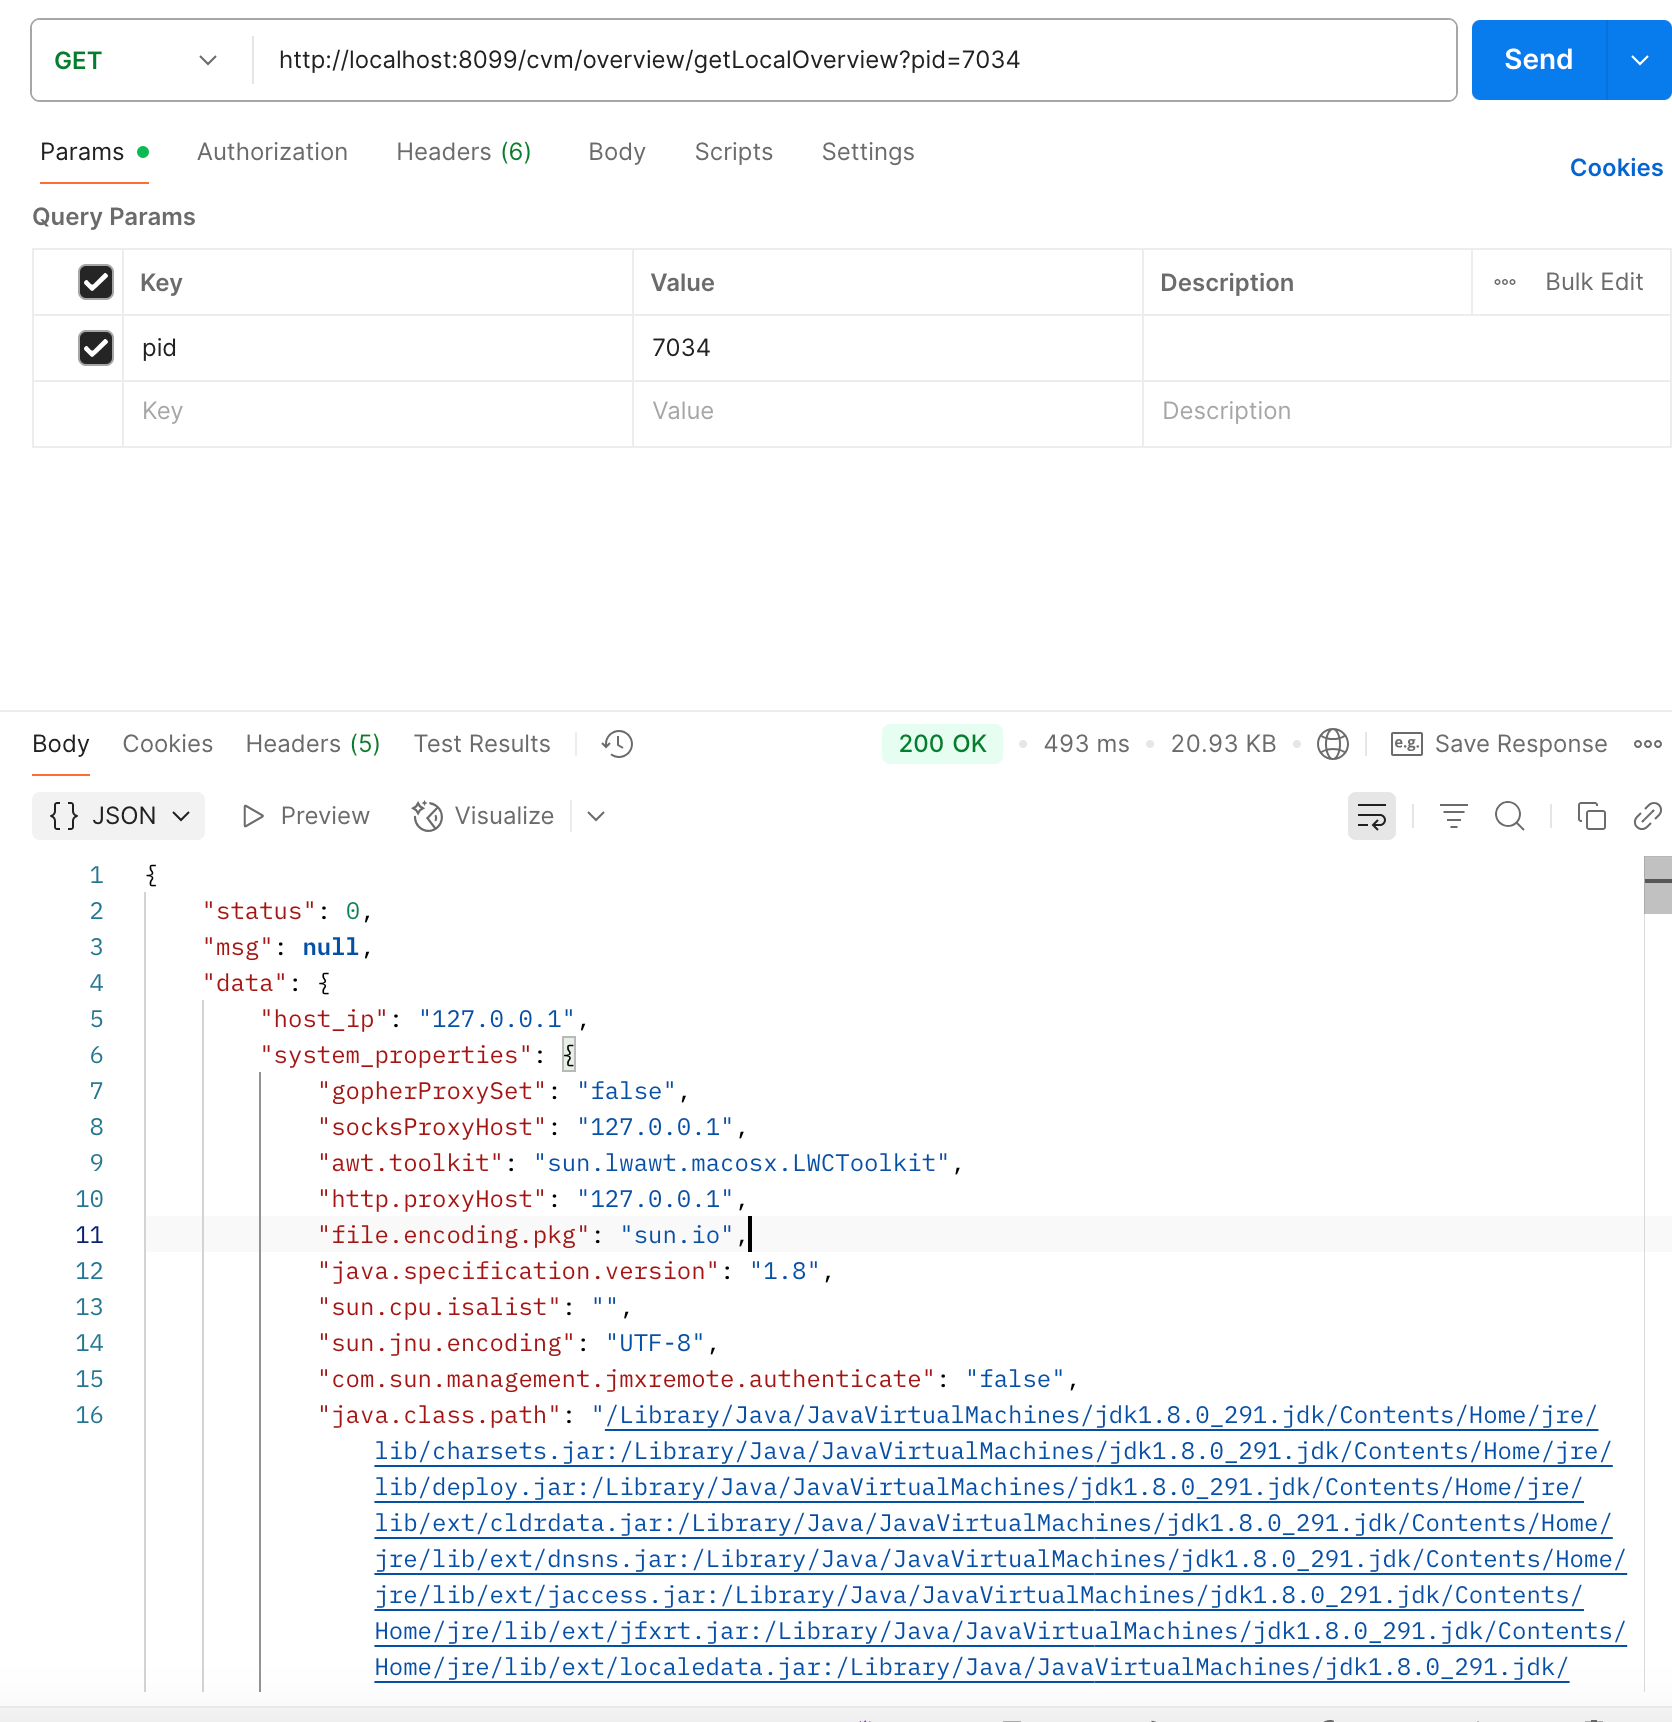 GET http://localhost:8099/cvm/overview/getLocalOverview?pid=7034 Send
Params Authorization Headers (6) Body Scripts Settings Cookies
Query Params
Key Value Description Bulk Edit
pid 7034
Key Value Description
Body Cookies Headers (5) Test Results 200 OK 493 ms 20.93 KB e.g. Save Response
{} JSON Preview Visualize
1 {
2 "status": 0,
3 "msg": null,
4 "data": {
5 "host_ip": "127.0.0.1",
6 "system_properties": {
7 "gopherProxySet": "false",
8 "socksProxyHost": "127.0.0.1",
9 "awt.toolkit": "sun.lwawt.macosx.LWCToolkit",
10 "http.proxyHost": "127.0.0.1",
11 "file.encoding.pkg": "sun.io",
12 "java.specification.version": "1.8",
13 "sun.cpu.isalist": "",
14 "sun.jnu.encoding": "UTF-8",
15 "com.sun.management.jmxremote.authenticate": "false",
16 "java.class.path": "/Library/Java/JavaVirtualMachines/jdk1.8.0_291.jdk/Contents/Home/jre/
lib/charsets.jar:/Library/Java/JavaVirtualMachines/jdk1.8.0_291.jdk/Contents/Home/jre/
lib/deploy.jar:/Library/Java/JavaVirtualMachines/jdk1.8.0_291.jdk/Contents/Home/jre/
lib/ext/cldrdata.jar:/Library/Java/JavaVirtualMachines/jdk1.8.0_291.jdk/Contents/Home/
jre/lib/ext/dnsns.jar:/Library/Java/JavaVirtualMachines/jdk1.8.0_291.jdk/Contents/Home/
jre/lib/ext/jaccess.jar:/Library/Java/JavaVirtualMachines/jdk1.8.0_291.jdk/Contents/
Home/jre/lib/ext/jfxrt.jar:/Library/Java/JavaVirtualMachines/jdk1.8.0_291.jdk/Contents/
Home/jre/lib/ext/localedata.jar:/Library/Java/JavaVirtualMachines/jdk1.8.0_291.jdk/